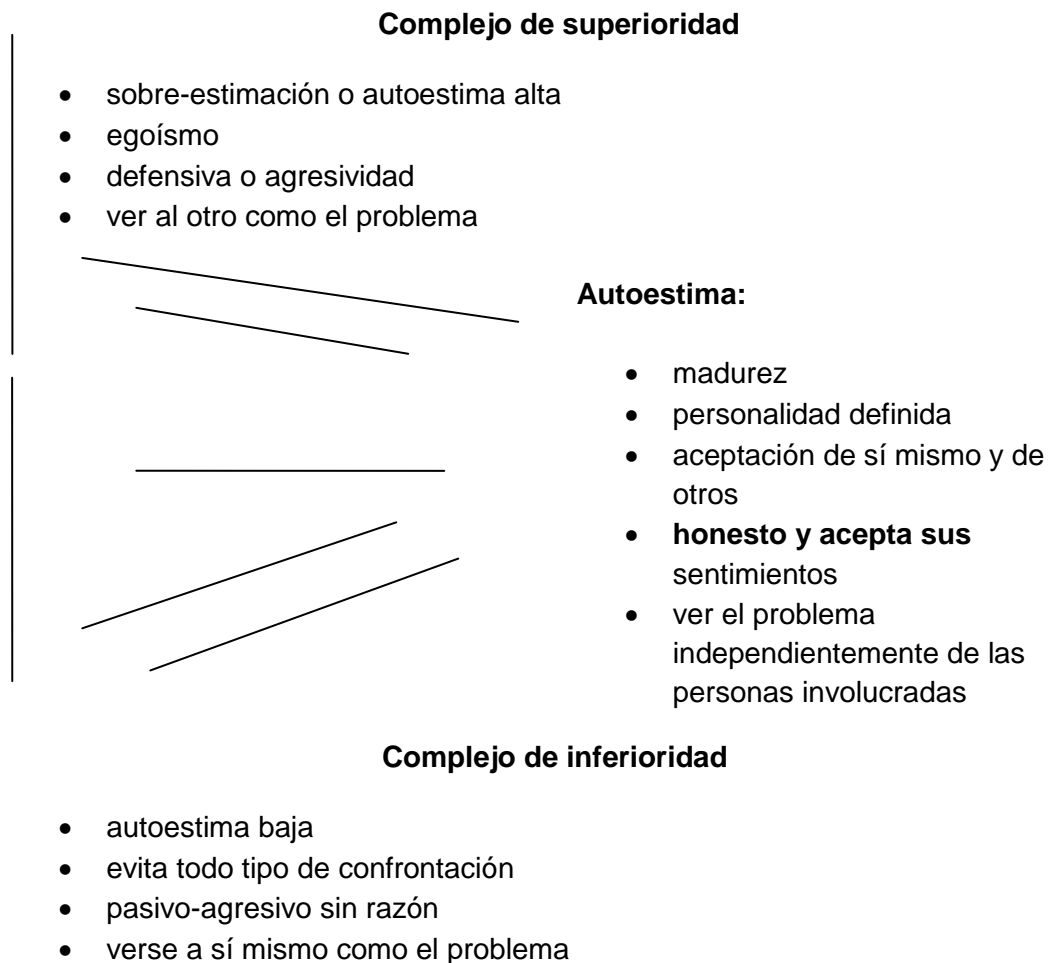 Complejo de superioridad
• sobre-estimación o autoestima alta
• egoísmo
• defensiva o agresividad
• ver al otro como el problema
Autoestima:
• madurez
• personalidad definida
• aceptación de sí mismo y de
otros
• honesto y acepta sus
sentimientos
• ver el problema
independientemente de las
personas involucradas
Complejo de inferioridad
• autoestima baja
• evita todo tipo de confrontación
• pasivo-agresivo sin razón
• verse a sí mismo como el problema